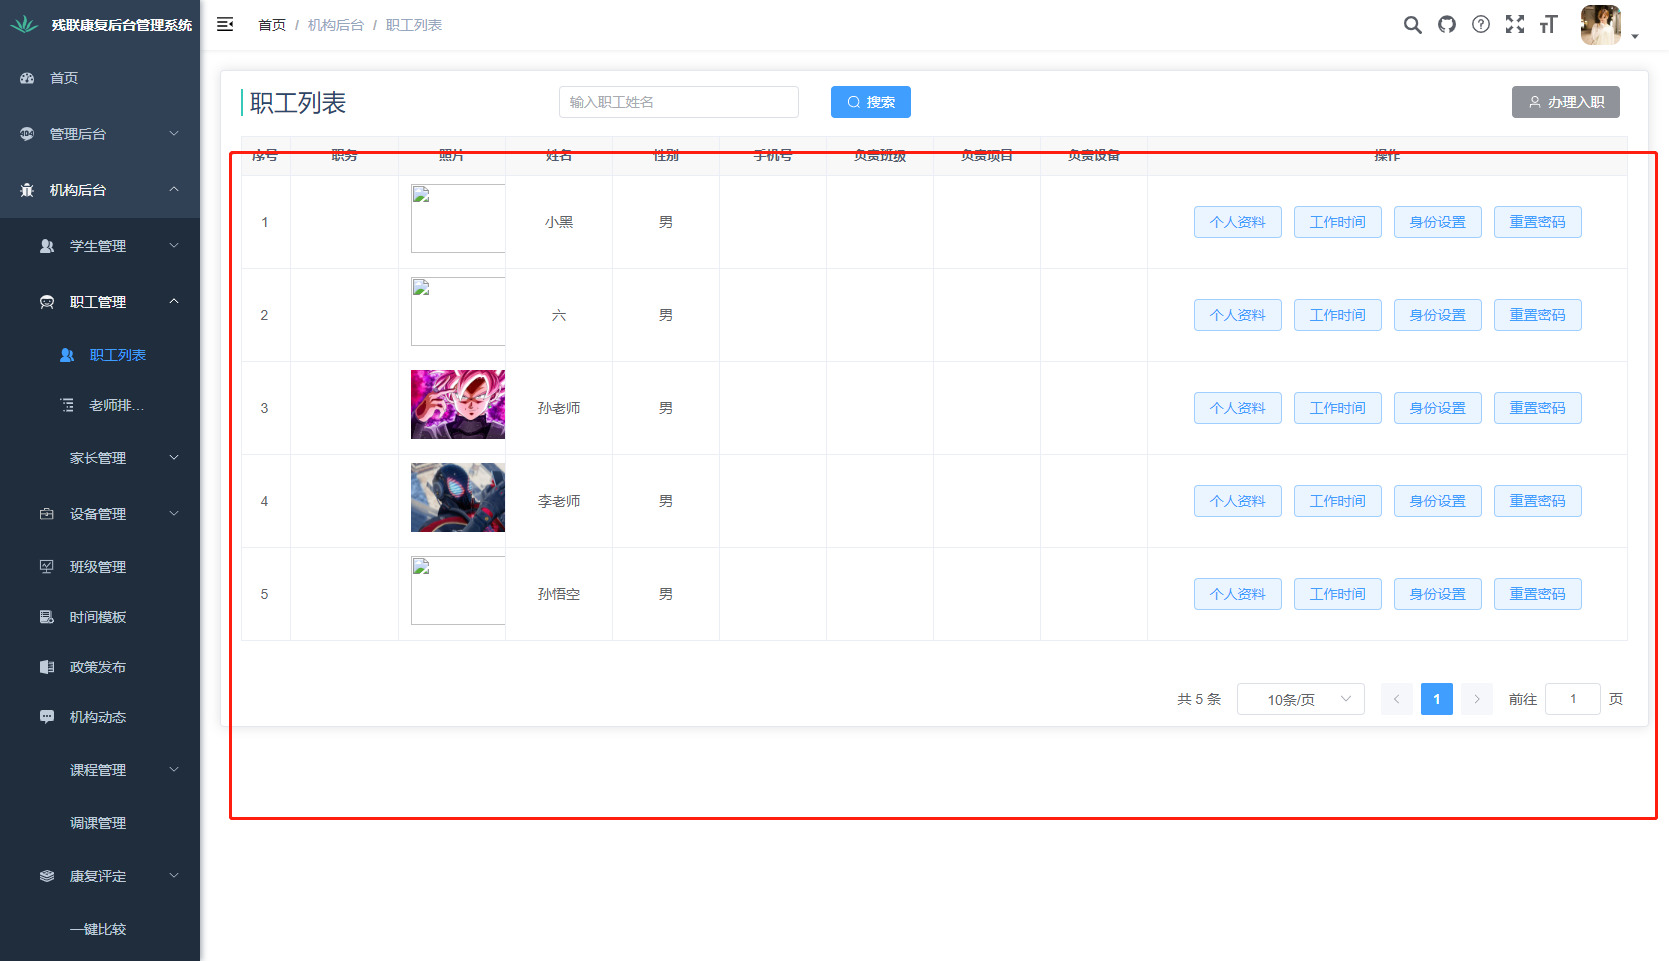 残联康复后台管理系统
首页
管理后台
机构后台
学生管理
职工管理
职工列表
老师排...
家长管理
设备管理
班级管理
时间模板
政策发布
机构动态
课程管理
调课管理
康复评定
一键比较
首页 / 机构后台 / 职工列表
职工列表 输入职工姓名 搜索 办理入职
序号 职务 照片 姓名 性别 手机号 负责班级 负责项目 负责设备 操作
1 小黑 男 个人资料 工作时间 身份设置 重置密码
2 六 男 个人资料 工作时间 身份设置 重置密码
3 孙老师 男 个人资料 工作时间 身份设置 重置密码
4 李老师 男 个人资料 工作时间 身份设置 重置密码
5 孙悟空 男 个人资料 工作时间 身份设置 重置密码
共 5 条 10条/页 1 前往 1 页